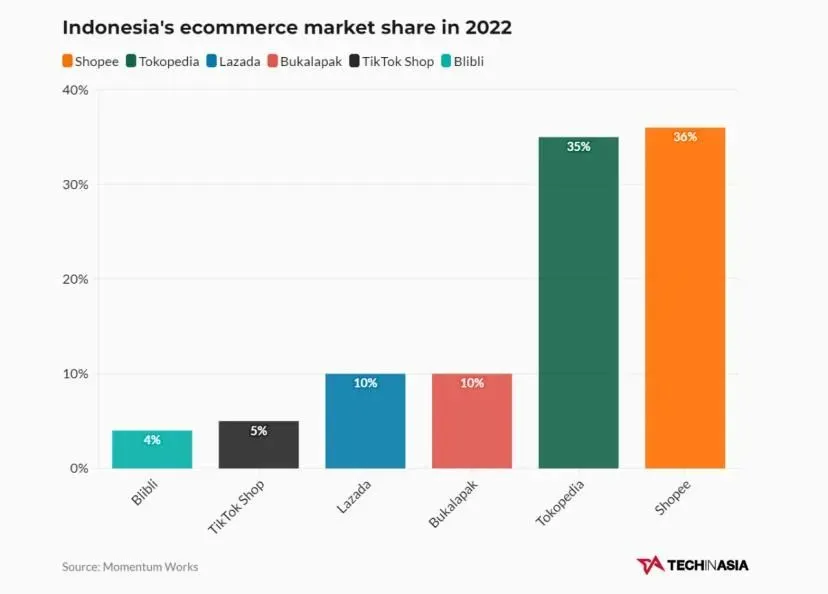 Indonesia's ecommerce market share in 2022
Shopee Tokopedia Lazada Bukalapak TikTok Shop Blibli
40%
30%
20%
10%
0%
4%
5%
10%
10%
35%
36%
Blibli
TikTok Shop
Lazada
Bukalapak
Tokopedia
Shopee
Source: Momentum Works
TECHINASIA